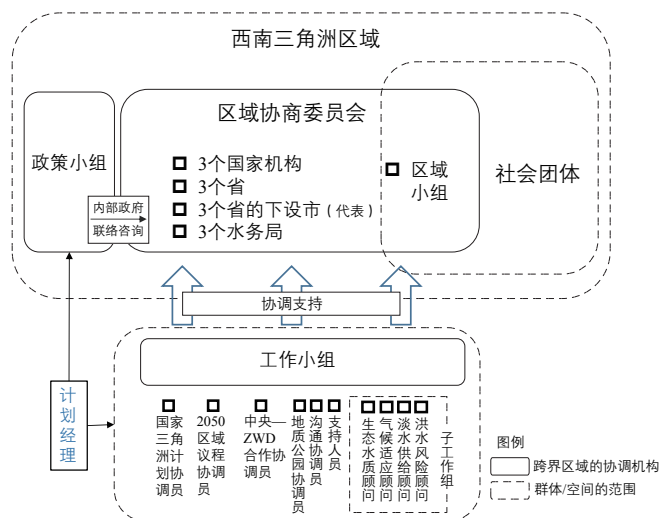 西南三角洲区域
区域协商委员会
政策小组
3个国家机构
3个省
3个省的下设市（代表）
3个水务局
区域
小组
社会团体
内部政府
联络咨询
协调支持
工作小组
计划经理
国家
三角
洲计
划协
调员
2050
区域
议程
协调
员
中央—
ZWD
合作协
调员
地质公园协调员
沟通协调员
支持人员
生态水质顾问
气候适应顾问
淡水供给顾问
洪水风险顾问
子工作组
图例
跨界区域的协调机构
群体/空间的范围